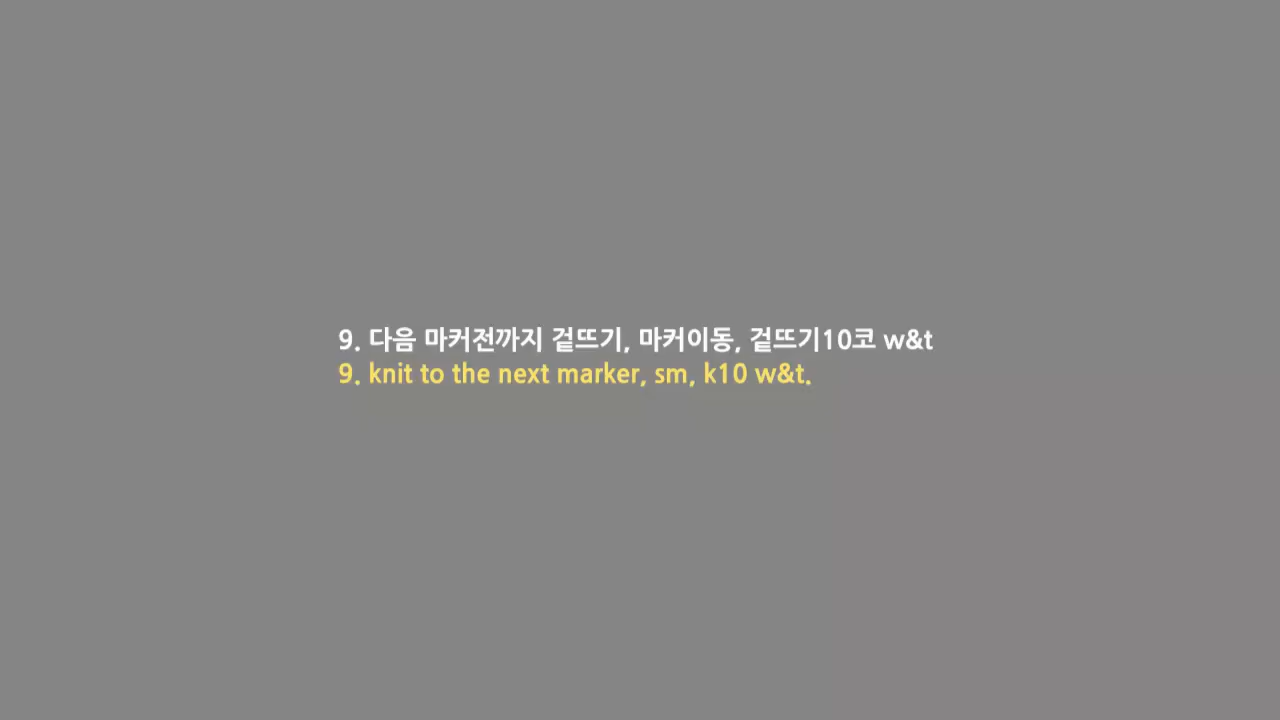 9. 다음 마커전까지 겉뜨기, 마커이동, 겉뜨기10코 w&t
9. knit to the next marker, sm, k10 w&t.